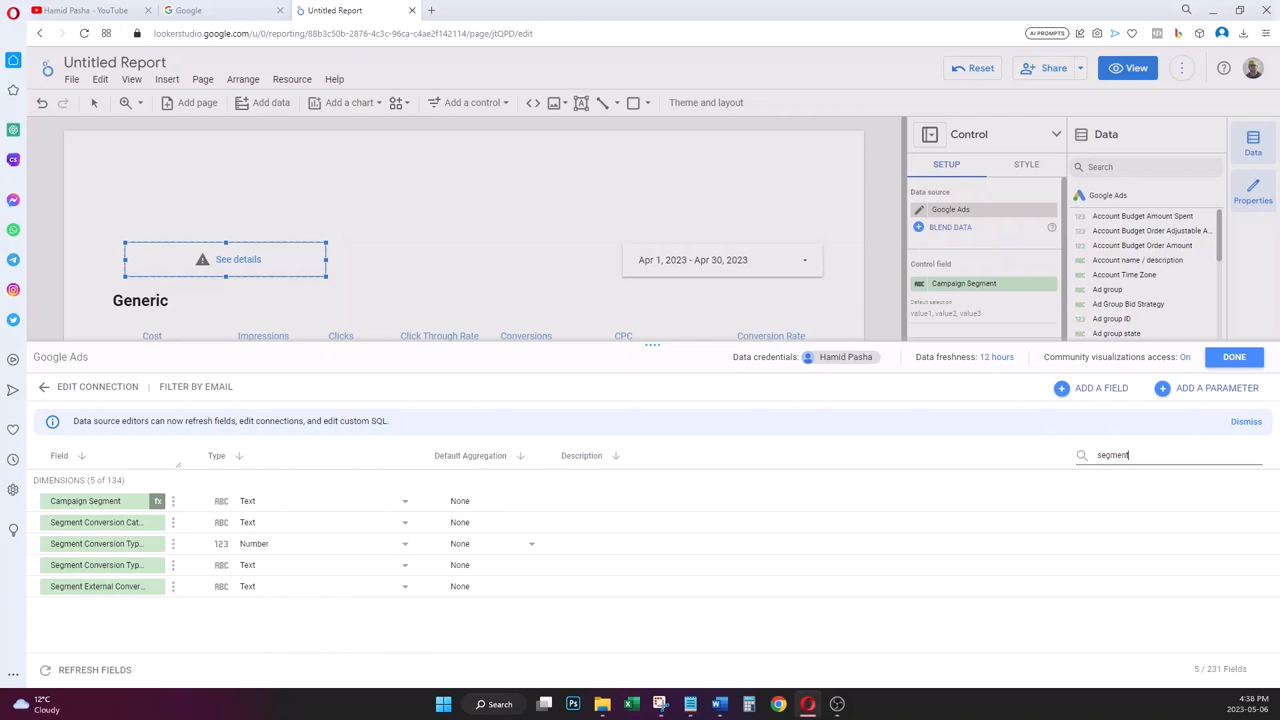 Hamid Pasha - YouTube
Google
Untitled Report
lookerstudio.google.com/u/0/reporting/88b3c50b-2876-4c3c-96ca-c4ae2f142114/page/jtQPD/edit
AI PROMPTS
Untitled Report
File Edit View Insert Page Arrange Resource Help
Reset
Share
View
Add page
Add data
Add a chart
Add a control
Theme and layout
Control
Data
Data
Properties
SETUP
STYLE
Search
Data source
Google Ads
BLEND DATA
Google Ads
Account Budget Amount Spent
Account Budget Order Adjustable A...
Account Budget Order Amount
Account name / description
Account Time Zone
Ad group
Ad Group Bid Strategy
Ad group ID
Ad group state
Control field
Campaign Segment
Default selection
value1, value2, value3
See details
Apr 1, 2023 - Apr 30, 2023
Generic
Cost Impressions Clicks Click Through Rate Conversions CPC Conversion Rate
Google Ads
Data credentials: Hamid Pasha
Data freshness: 12 hours
Community visualizations access: On
DONE
EDIT CONNECTION | FILTER BY EMAIL
ADD A FIELD
ADD A PARAMETER
Data source editors can now refresh fields, edit connections, and edit custom SQL.
Dismiss
Field Type Default Aggregation Description
segment
DIMENSIONS (5 of 134)
Campaign Segment fx ABC Text None
Segment Conversion Cat... ABC Text None
Segment Conversion Typ... 123 Number None
Segment Conversion Typ... ABC Text None
Segment External Conver... ABC Text None
REFRESH FIELDS
5 / 231 Fields
12°C
Cloudy
Search
4:38 PM
2023-05-06